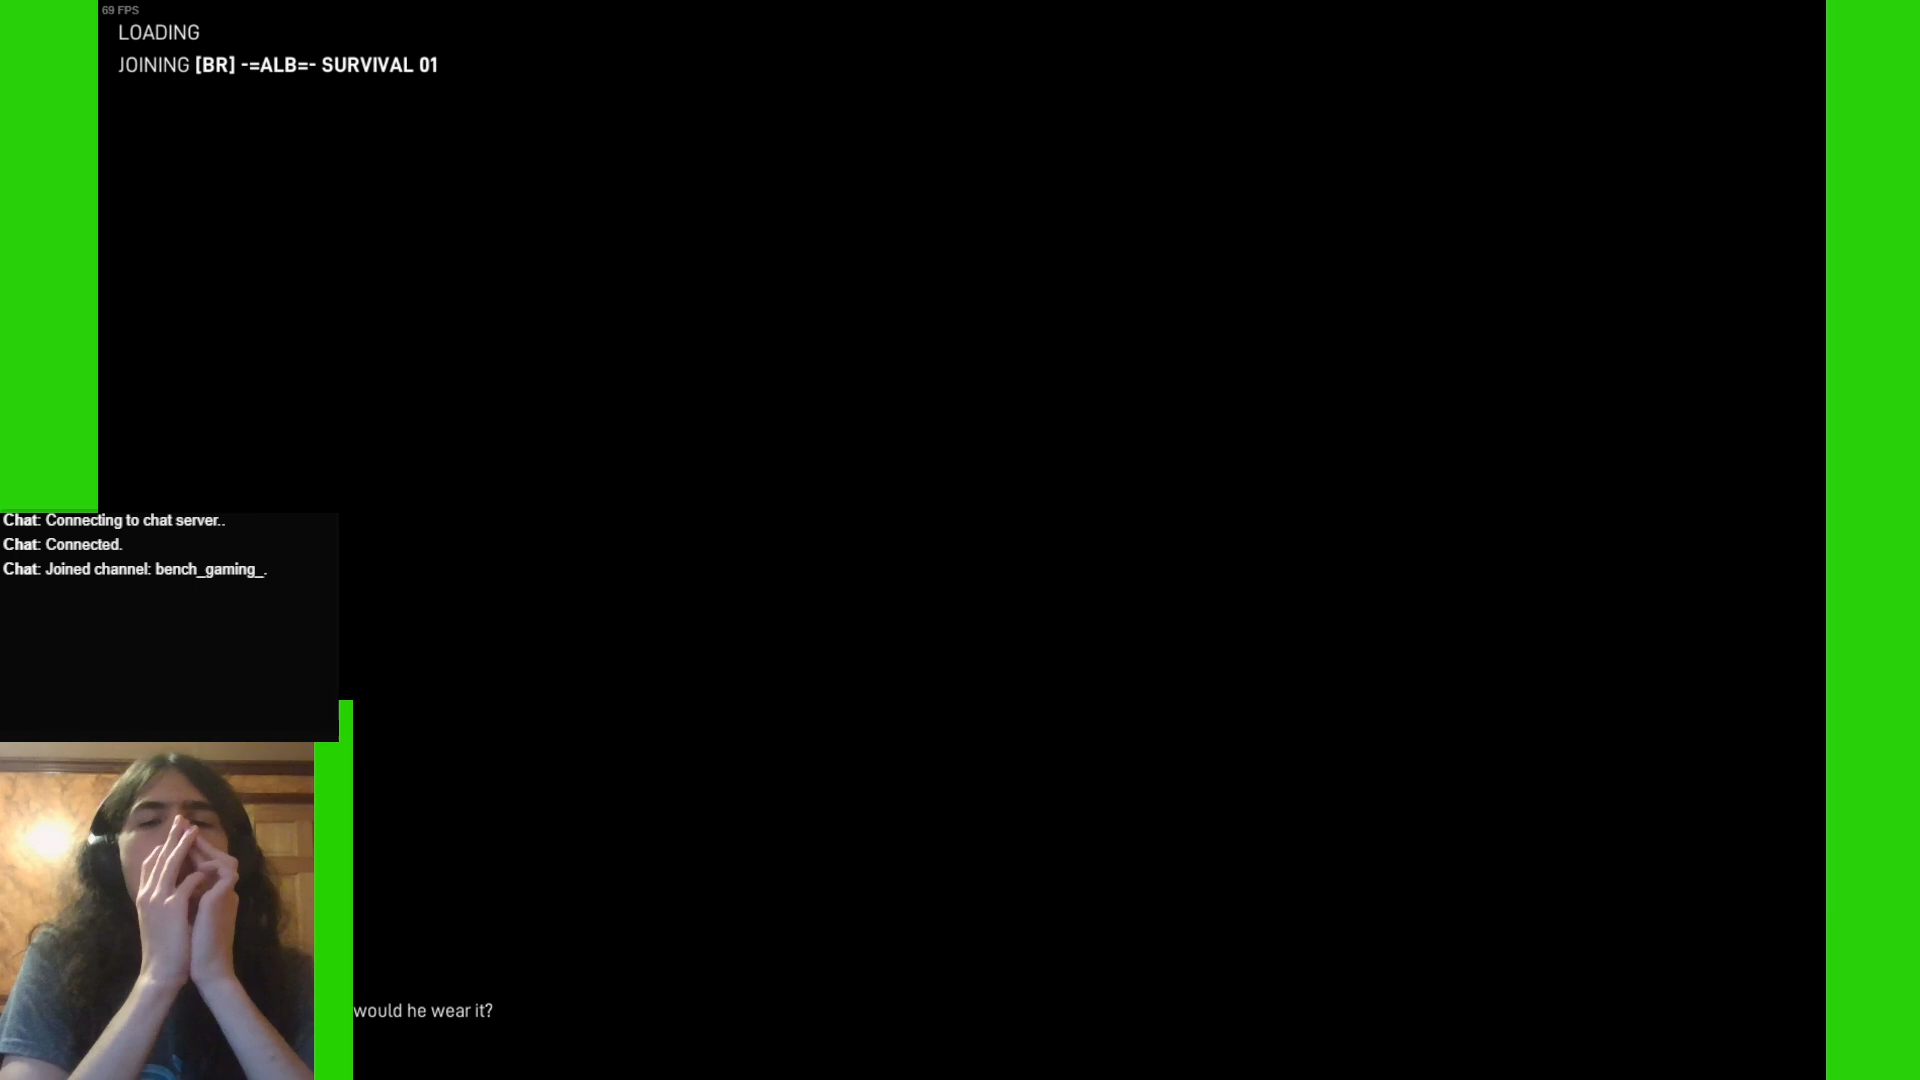 69 FPS
LOADING
JOINING [BR] -=ALB=- SURVIVAL 01
Chat: Connecting to chat server..
Chat: Connected.
Chat: Joined channel: bench_gaming_.
would he wear it?